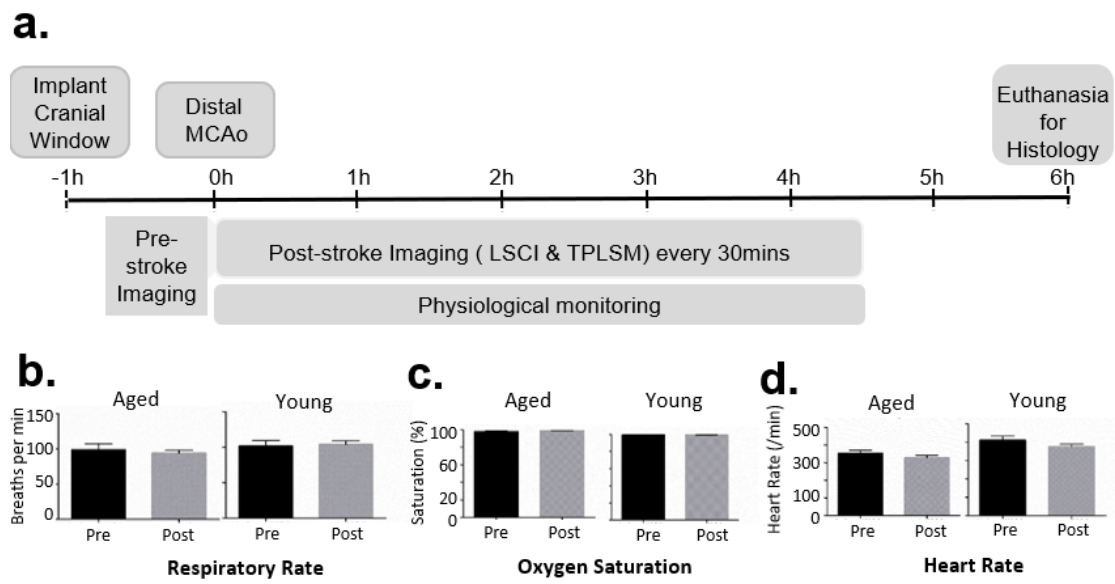 a.
Implant
Cranial
Window
Distal
MCAo
Euthanasia
for
Histology
-1h 0h 1h 2h 3h 4h 5h 6h
Pre-
stroke
Imaging
Post-stroke Imaging ( LSCI & TPLSM) every 30mins
Physiological monitoring
b.
Aged Young
Breaths per min
150
100
50
0
Pre Post Pre Post
Respiratory Rate
c.
Aged Young
Saturation (%)
100
60
20
0
Pre Post Pre Post
Oxygen Saturation
d.
Aged Young
Heart Rate (/min)
500
300
100
0
Pre Post Pre Post
Heart Rate